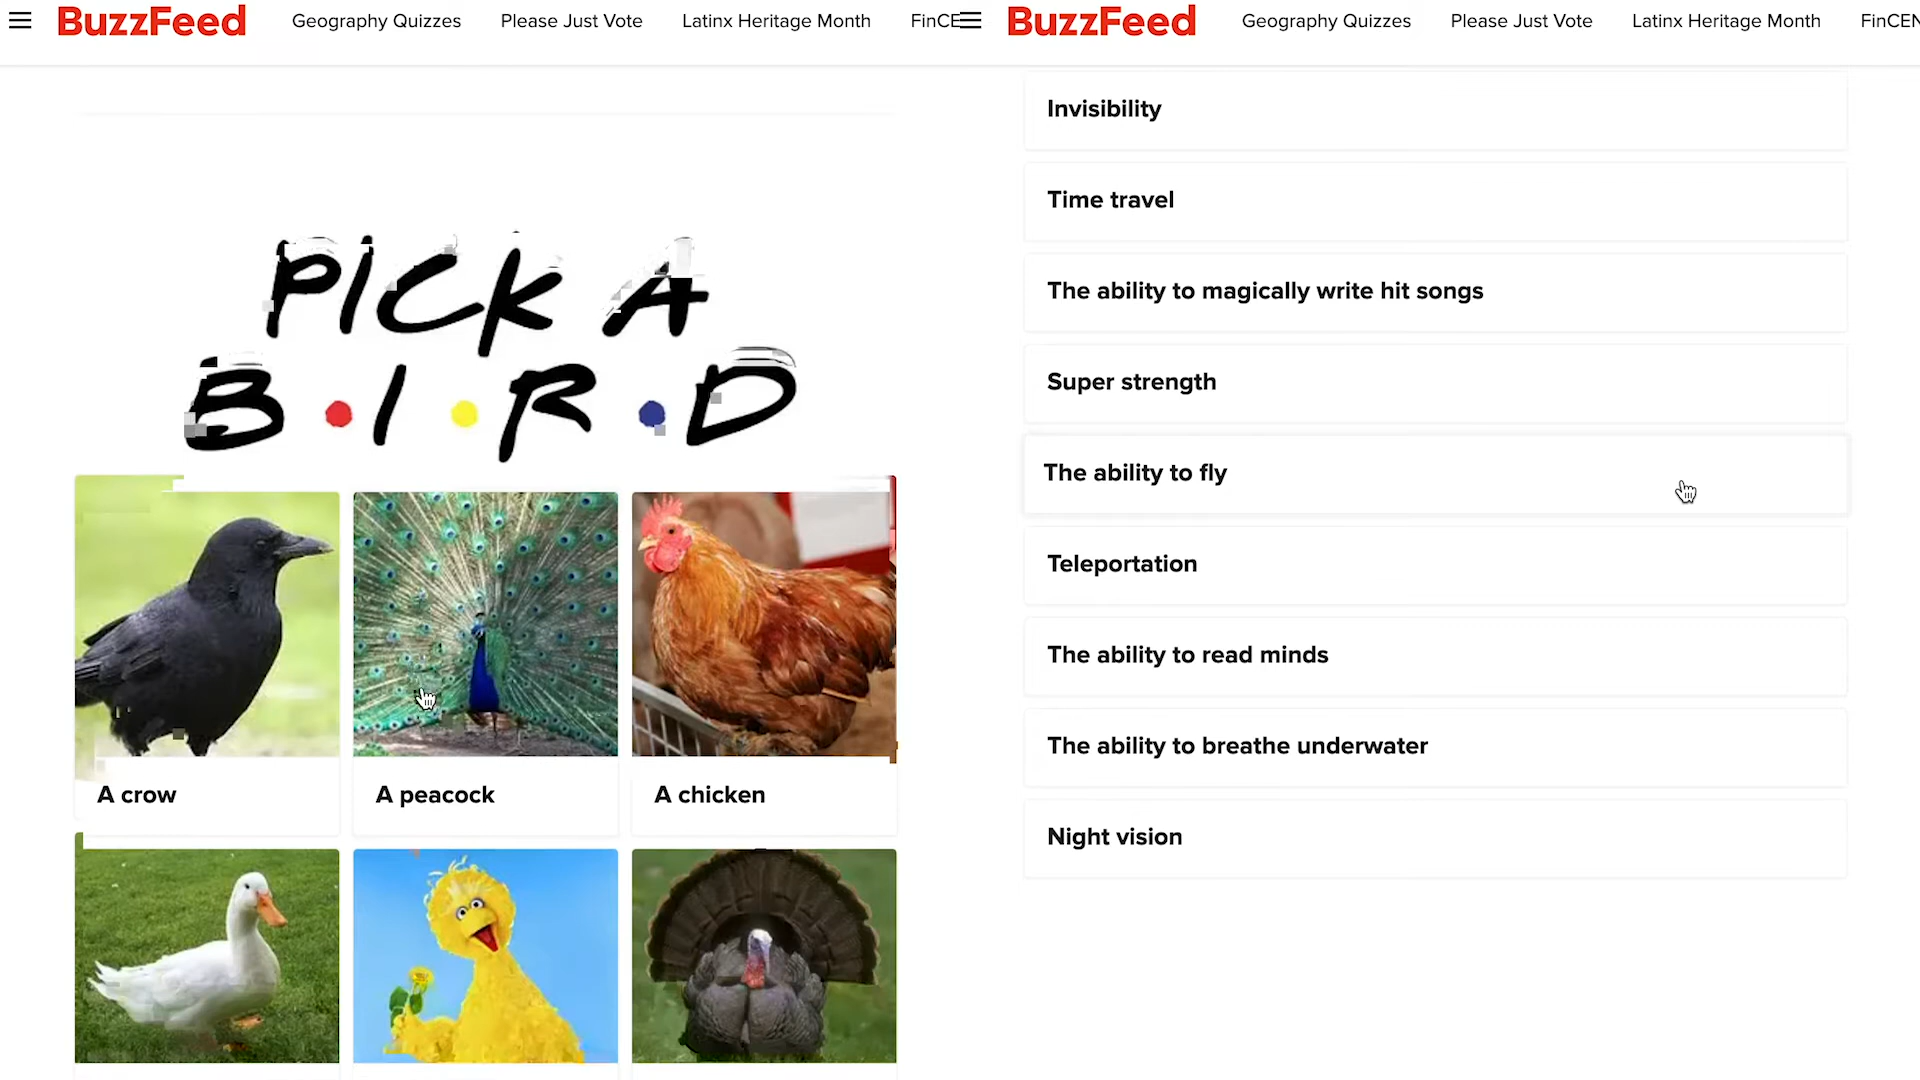 BuzzFeed
Geography Quizzes
Please Just Vote
Latinx Heritage Month
FinCE
PICK A
B•I•R•D
A crow
A peacock
A chicken
BuzzFeed
Geography Quizzes
Please Just Vote
Latinx Heritage Month
FinCEN
Invisibility
Time travel
The ability to magically write hit songs
Super strength
The ability to fly
Teleportation
The ability to read minds
The ability to breathe underwater
Night vision